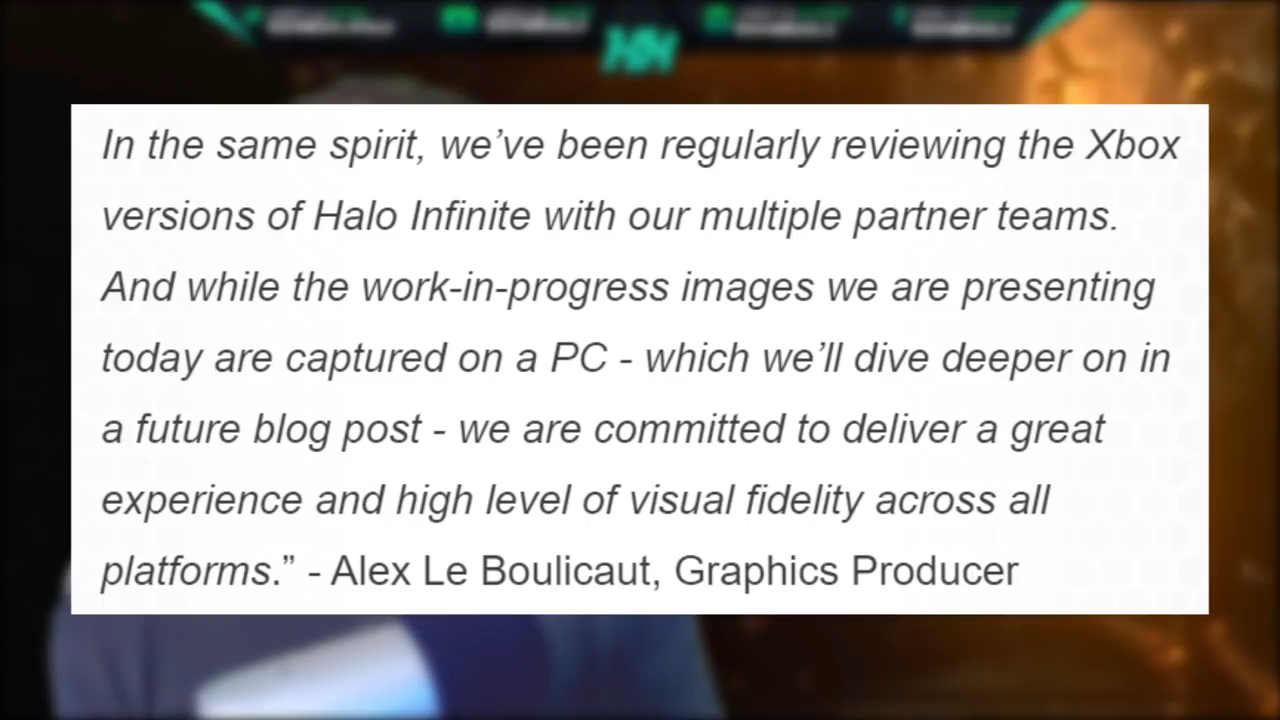 In the same spirit, we’ve been regularly reviewing the Xbox
versions of Halo Infinite with our multiple partner teams.
And while the work-in-progress images we are presenting
today are captured on a PC - which we’ll dive deeper on in
a future blog post - we are committed to deliver a great
experience and high level of visual fidelity across all
platforms.” - Alex Le Boulicaut, Graphics Producer